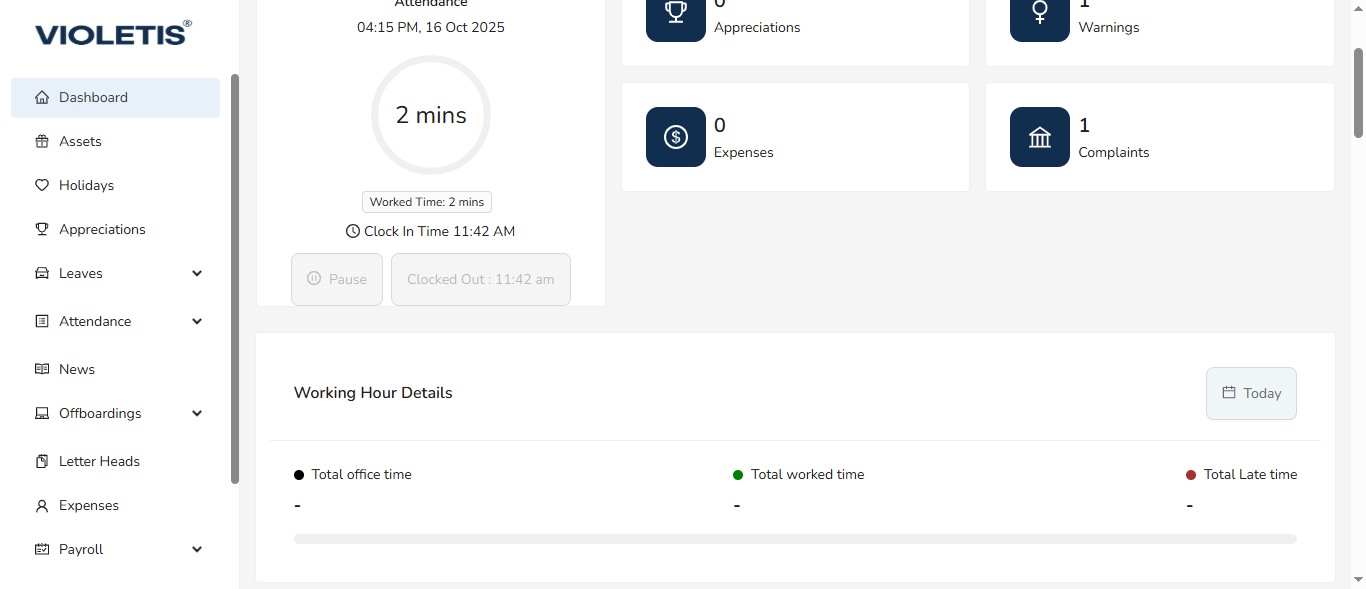 VIOLETIS®
Dashboard
Assets
Holidays
Appreciations
Leaves
Attendance
News
Offboardings
Letter Heads
Expenses
Payroll
Attendance
04:15 PM, 16 Oct 2025
2 mins
Worked Time: 2 mins
Clock In Time 11:42 AM
Pause
Clocked Out : 11:42 am
0
Appreciations
1
Warnings
0
Expenses
1
Complaints
Working Hour Details
Today
Total office time
-
Total worked time
-
Total Late time
-